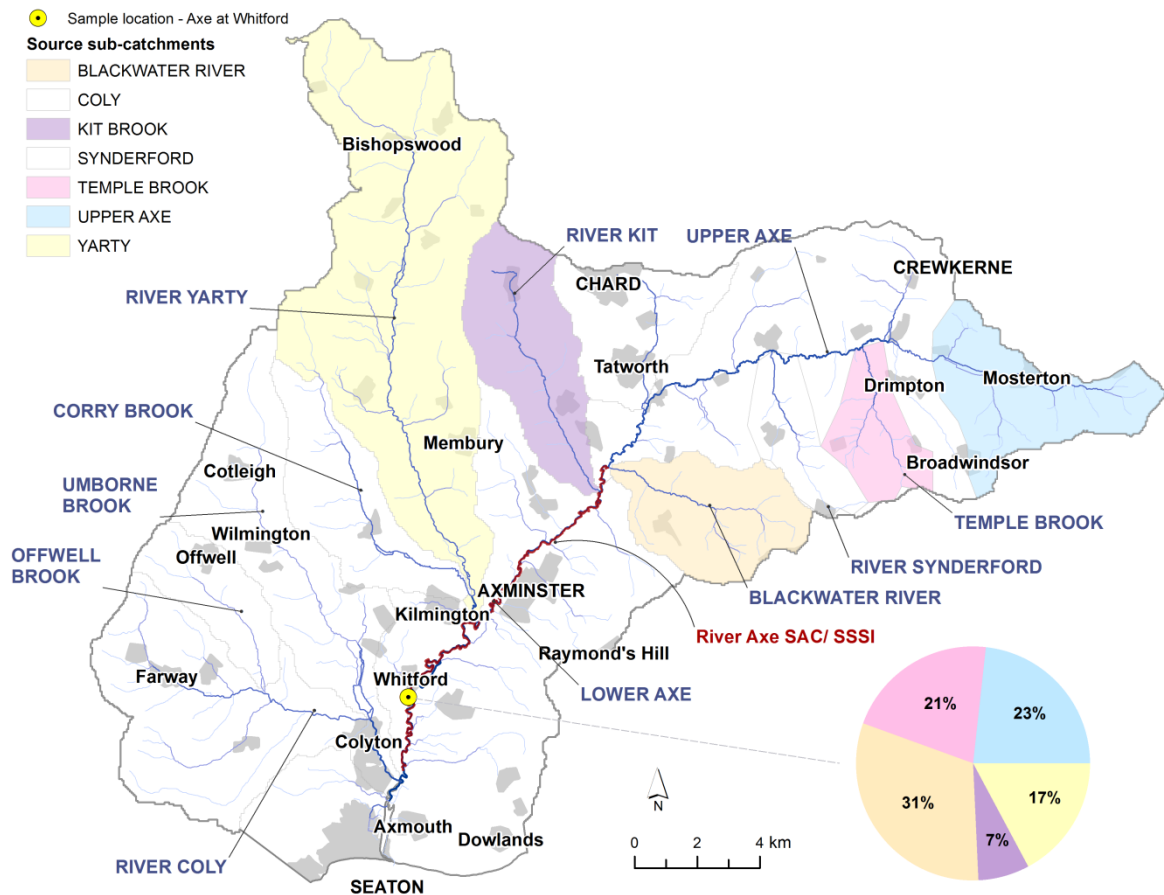 Sample location - Axe at Whitford
Source sub-catchments
BLACKWATER RIVER
COLY
KIT BROOK
SYNDERFORD
TEMPLE BROOK
UPPER AXE
YARTY
Bishopswood
RIVER KIT
UPPER AXE
CREWKERNE
CHARD
RIVER YARTY
Tatworth
Drimpton
Mosterton
CORRY BROOK
Membury
Broadwindsor
Cotleigh
UMBORNE
BROOK
Wilmington
TEMPLE BROOK
OFFWELL
BROOK
Offwell
RIVER SYNDERFORD
AXMINSTER
BLACKWATER RIVER
Kilmington
River Axe SAC/ SSSI
Raymond's Hill
Farway
Whitford
LOWER AXE
21%
23%
Colyton
31%
17%
7%
N
Axmouth
Dowlands
0 2 4 km
RIVER COLY
SEATON